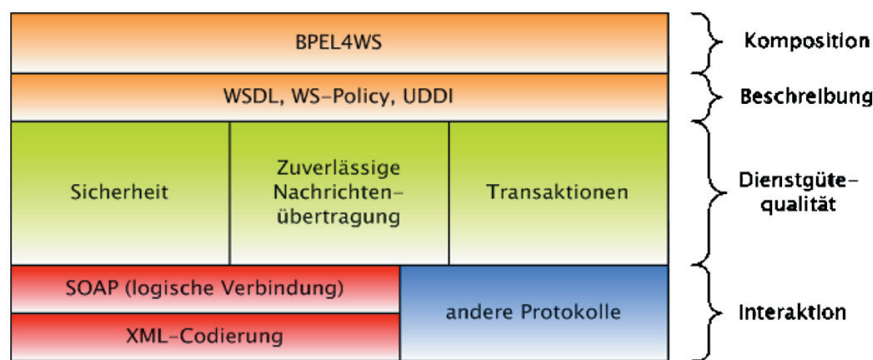 BPEL4WS
Komposition
WSDL, WS-Policy, UDDI
Beschreibung
Sicherheit
Zuverlässige
Nachrichten-
übertragung
Transaktionen
Dienstgüte-
qualität
SOAP (logische Verbindung)
XML-Codierung
andere Protokolle
Interaktion